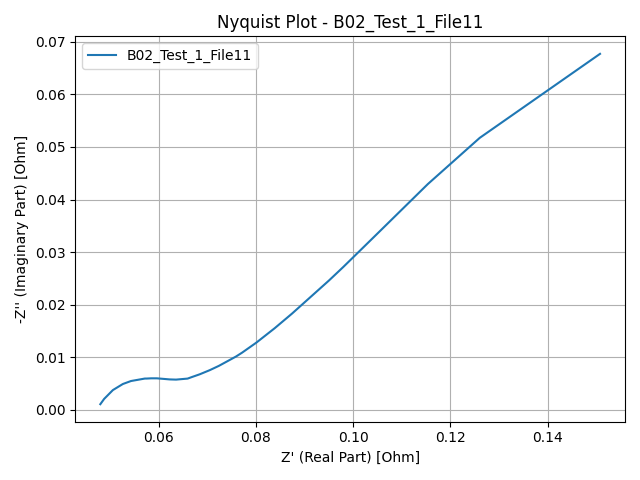 Nyquist Plot - B02_Test_1_File11
B02_Test_1_File11
-Z'' (Imaginary Part) [Ohm]
0.07
0.06
0.05
0.04
0.03
0.02
0.01
0.00
0.06 0.08 0.10 0.12 0.14
Z' (Real Part) [Ohm]